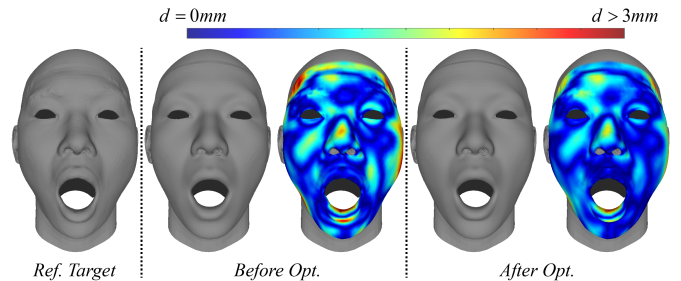 d = 0mm d > 3mm
Ref. Target Before Opt. After Opt.